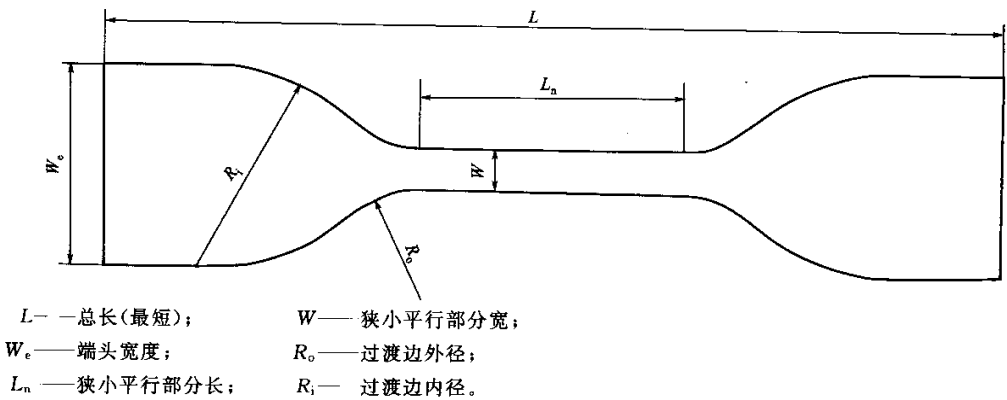 L
Lₙ
Wₑ
Rᵢ
W
Rₒ
L— —总长(最短);
W——狭小平行部分宽;
Wₑ——端头宽度;
Rₒ——过渡边外径;
Lₙ——狭小平行部分长;
Rᵢ— 过渡边内径。